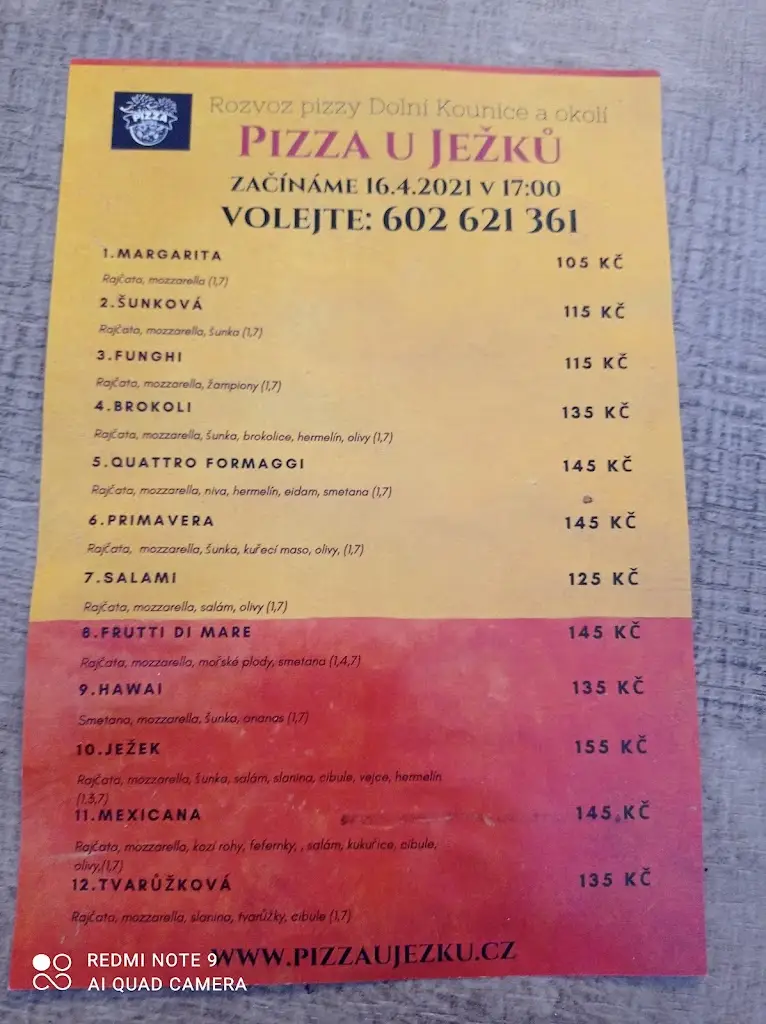 PIZZA
Rozvoz pizzy Dolní Kounice a okolí
PIZZA U JEŽKŮ
ZAČÍNÁME 16.4.2021 V 17:00
VOLEJTE: 602 621 361
1.MARGARITA 105 KČ
Rajčata, mozzarella (1,7)
2.ŠUNKOVÁ 115 KČ
Rajčata, mozzarella, šunka (1,7)
3.FUNGHI 115 KČ
Rajčata, mozzarella, žampiony (1,7)
4.BROKOLI 135 KČ
Rajčata, mozzarella, šunka, brokolice, hermelín, olivy (1,7)
5.QUATTRO FORMAGGI 145 KČ
Rajčata, mozzarella, niva, hermelín, eidam, smetana (1,7)
6.PRIMAVERA 145 KČ
Rajčata, mozzarella, šunka, kuřecí maso, olivy, (1,7)
7.SALAMI 125 KČ
Rajčata, mozzarella, salám, olivy (1,7)
8.FRUTTI DI MARE 145 KČ
Rajčata, mozzarella, mořské plody, smetana (1,4,7)
9.HAWAI 135 KČ
Smetana, mozzarella, šunka, ananas (1,7)
10.JEŽEK 155 KČ
Rajčata, mozzarella, šunka, salám, slanina, cibule, vejce, hermelín
(1,3,7)
11.MEXICANA 145 KČ
Rajčata, mozzarella, kozí rohy, fefernky, , salám, kukuřice, cibule,
olivy,(1,7)
12.TVARŮŽKOVÁ 135 KČ
Rajčata, mozzarella, slanina, tvarůžky, cibule (1,7)
WWW.PIZZAUJEZKU.CZ
REDMI NOTE 9
AI QUAD CAMERA